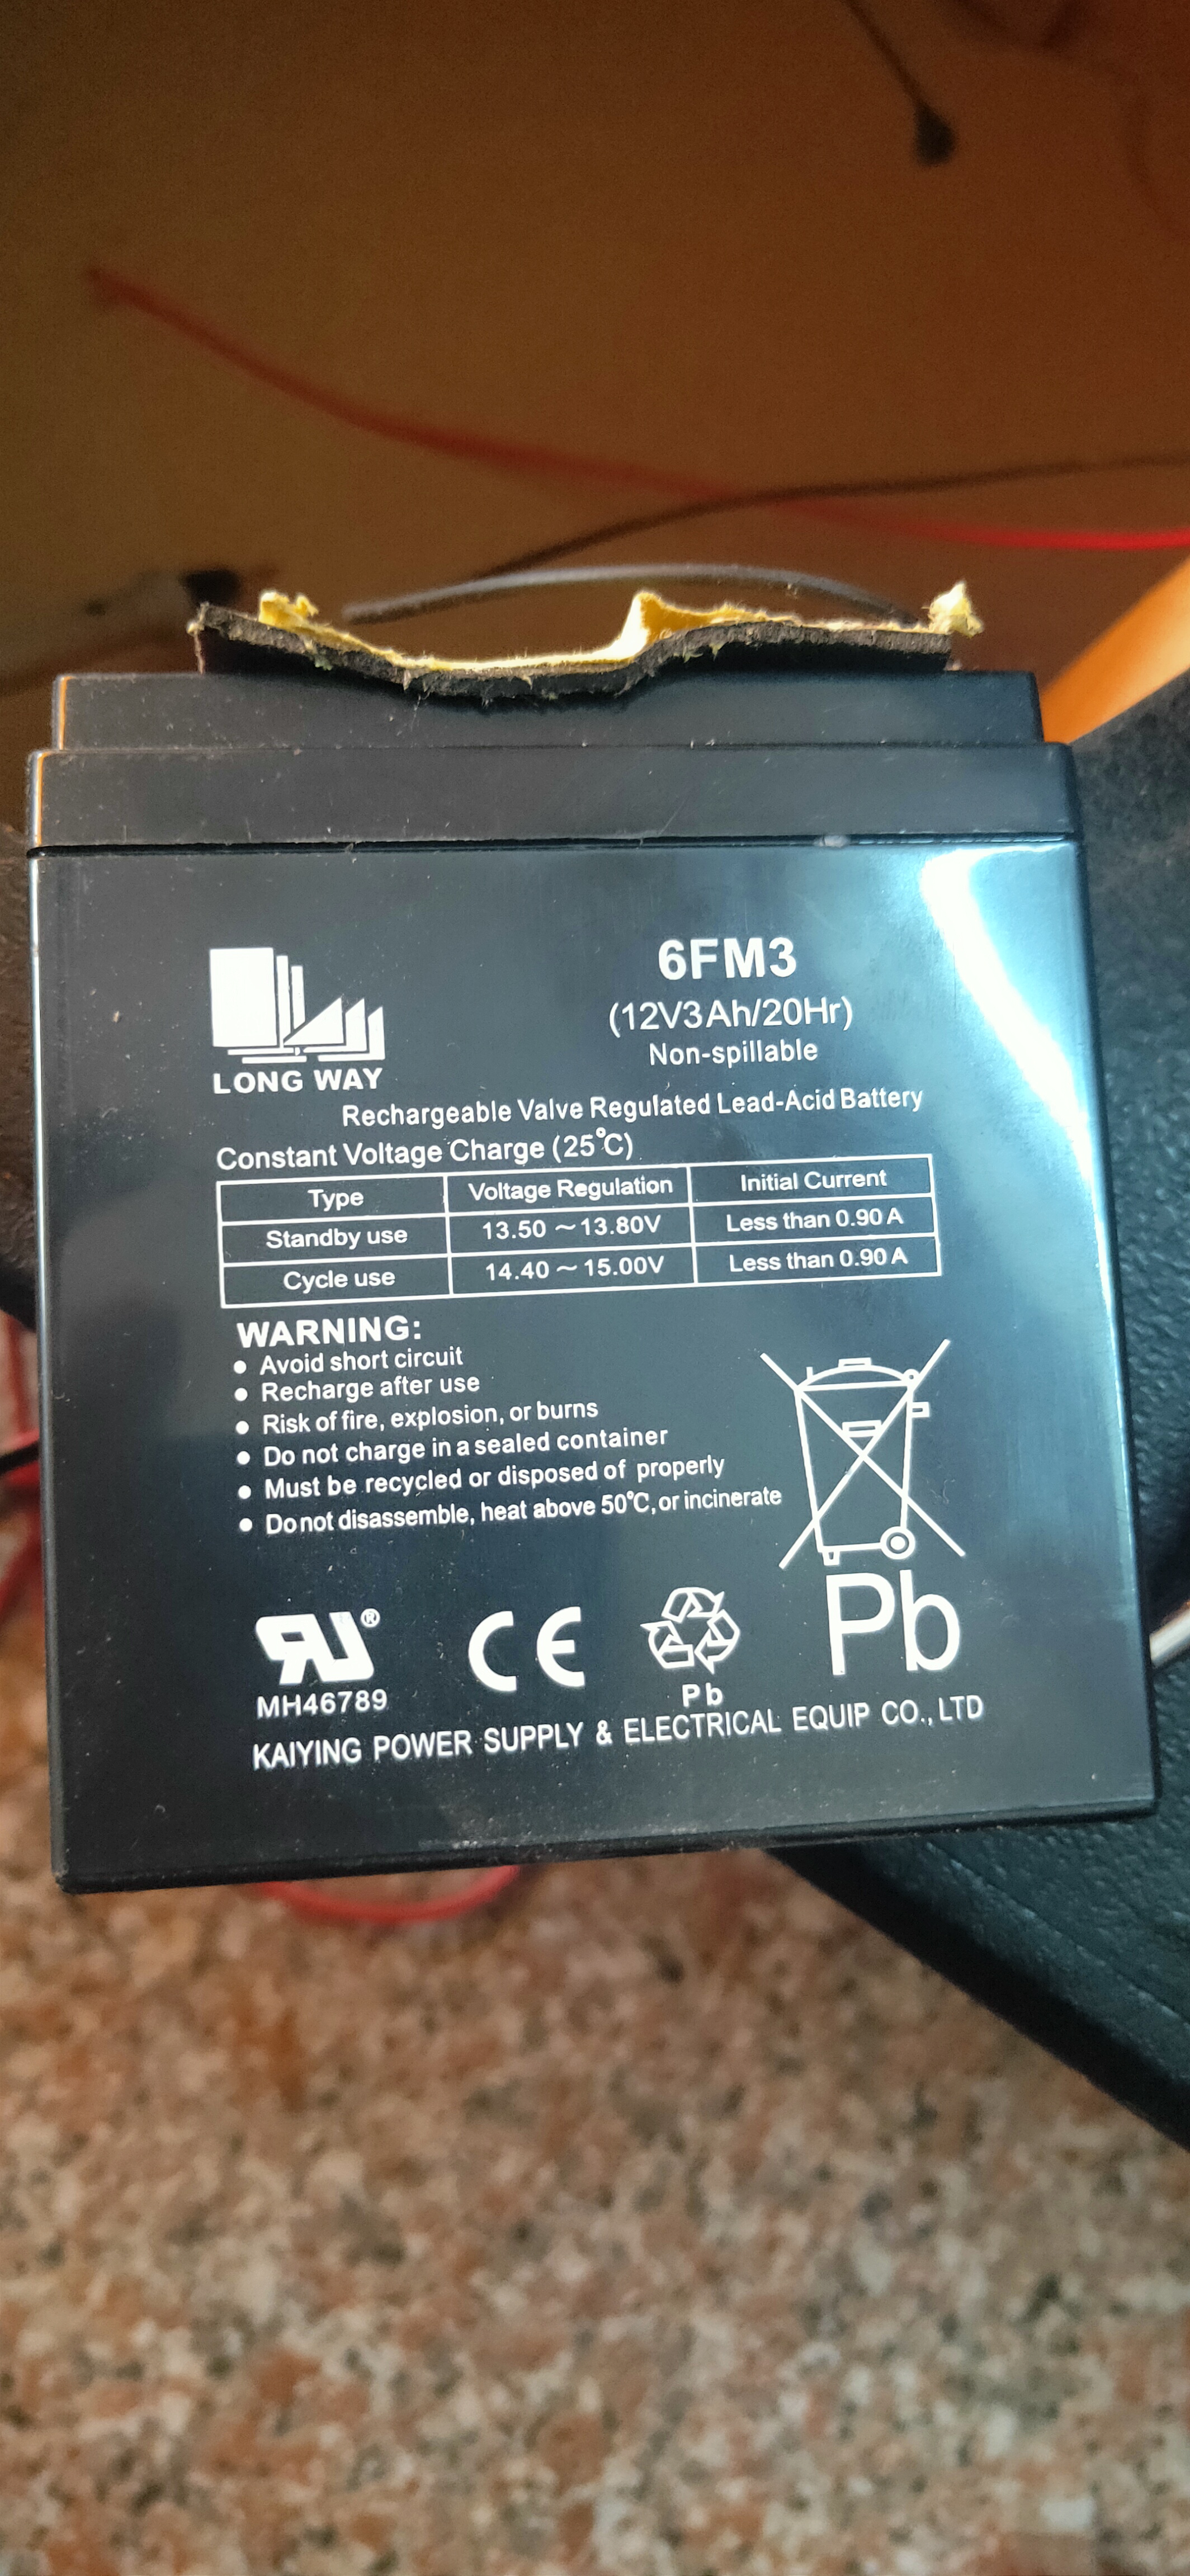 LONG WAY
6FM3
(12V3Ah/20Hr)
Non-spillable
Rechargeable Valve Regulated Lead-Acid Battery
Constant Voltage Charge (25℃)
Type Voltage Regulation Initial Current
Standby use 13.50 ~ 13.80V Less than 0.90 A
Cycle use 14.40 ~ 15.00V Less than 0.90 A
WARNING:
● Avoid short circuit
● Recharge after use
● Risk of fire, explosion, or burns
● Do not charge in a sealed container
● Must be recycled or disposed of properly
● Do not disassemble, heat above 50℃, or incinerate
RU®
MH46789
CE
Pb
Pb
KAIYING POWER SUPPLY & ELECTRICAL EQUIP CO., LTD